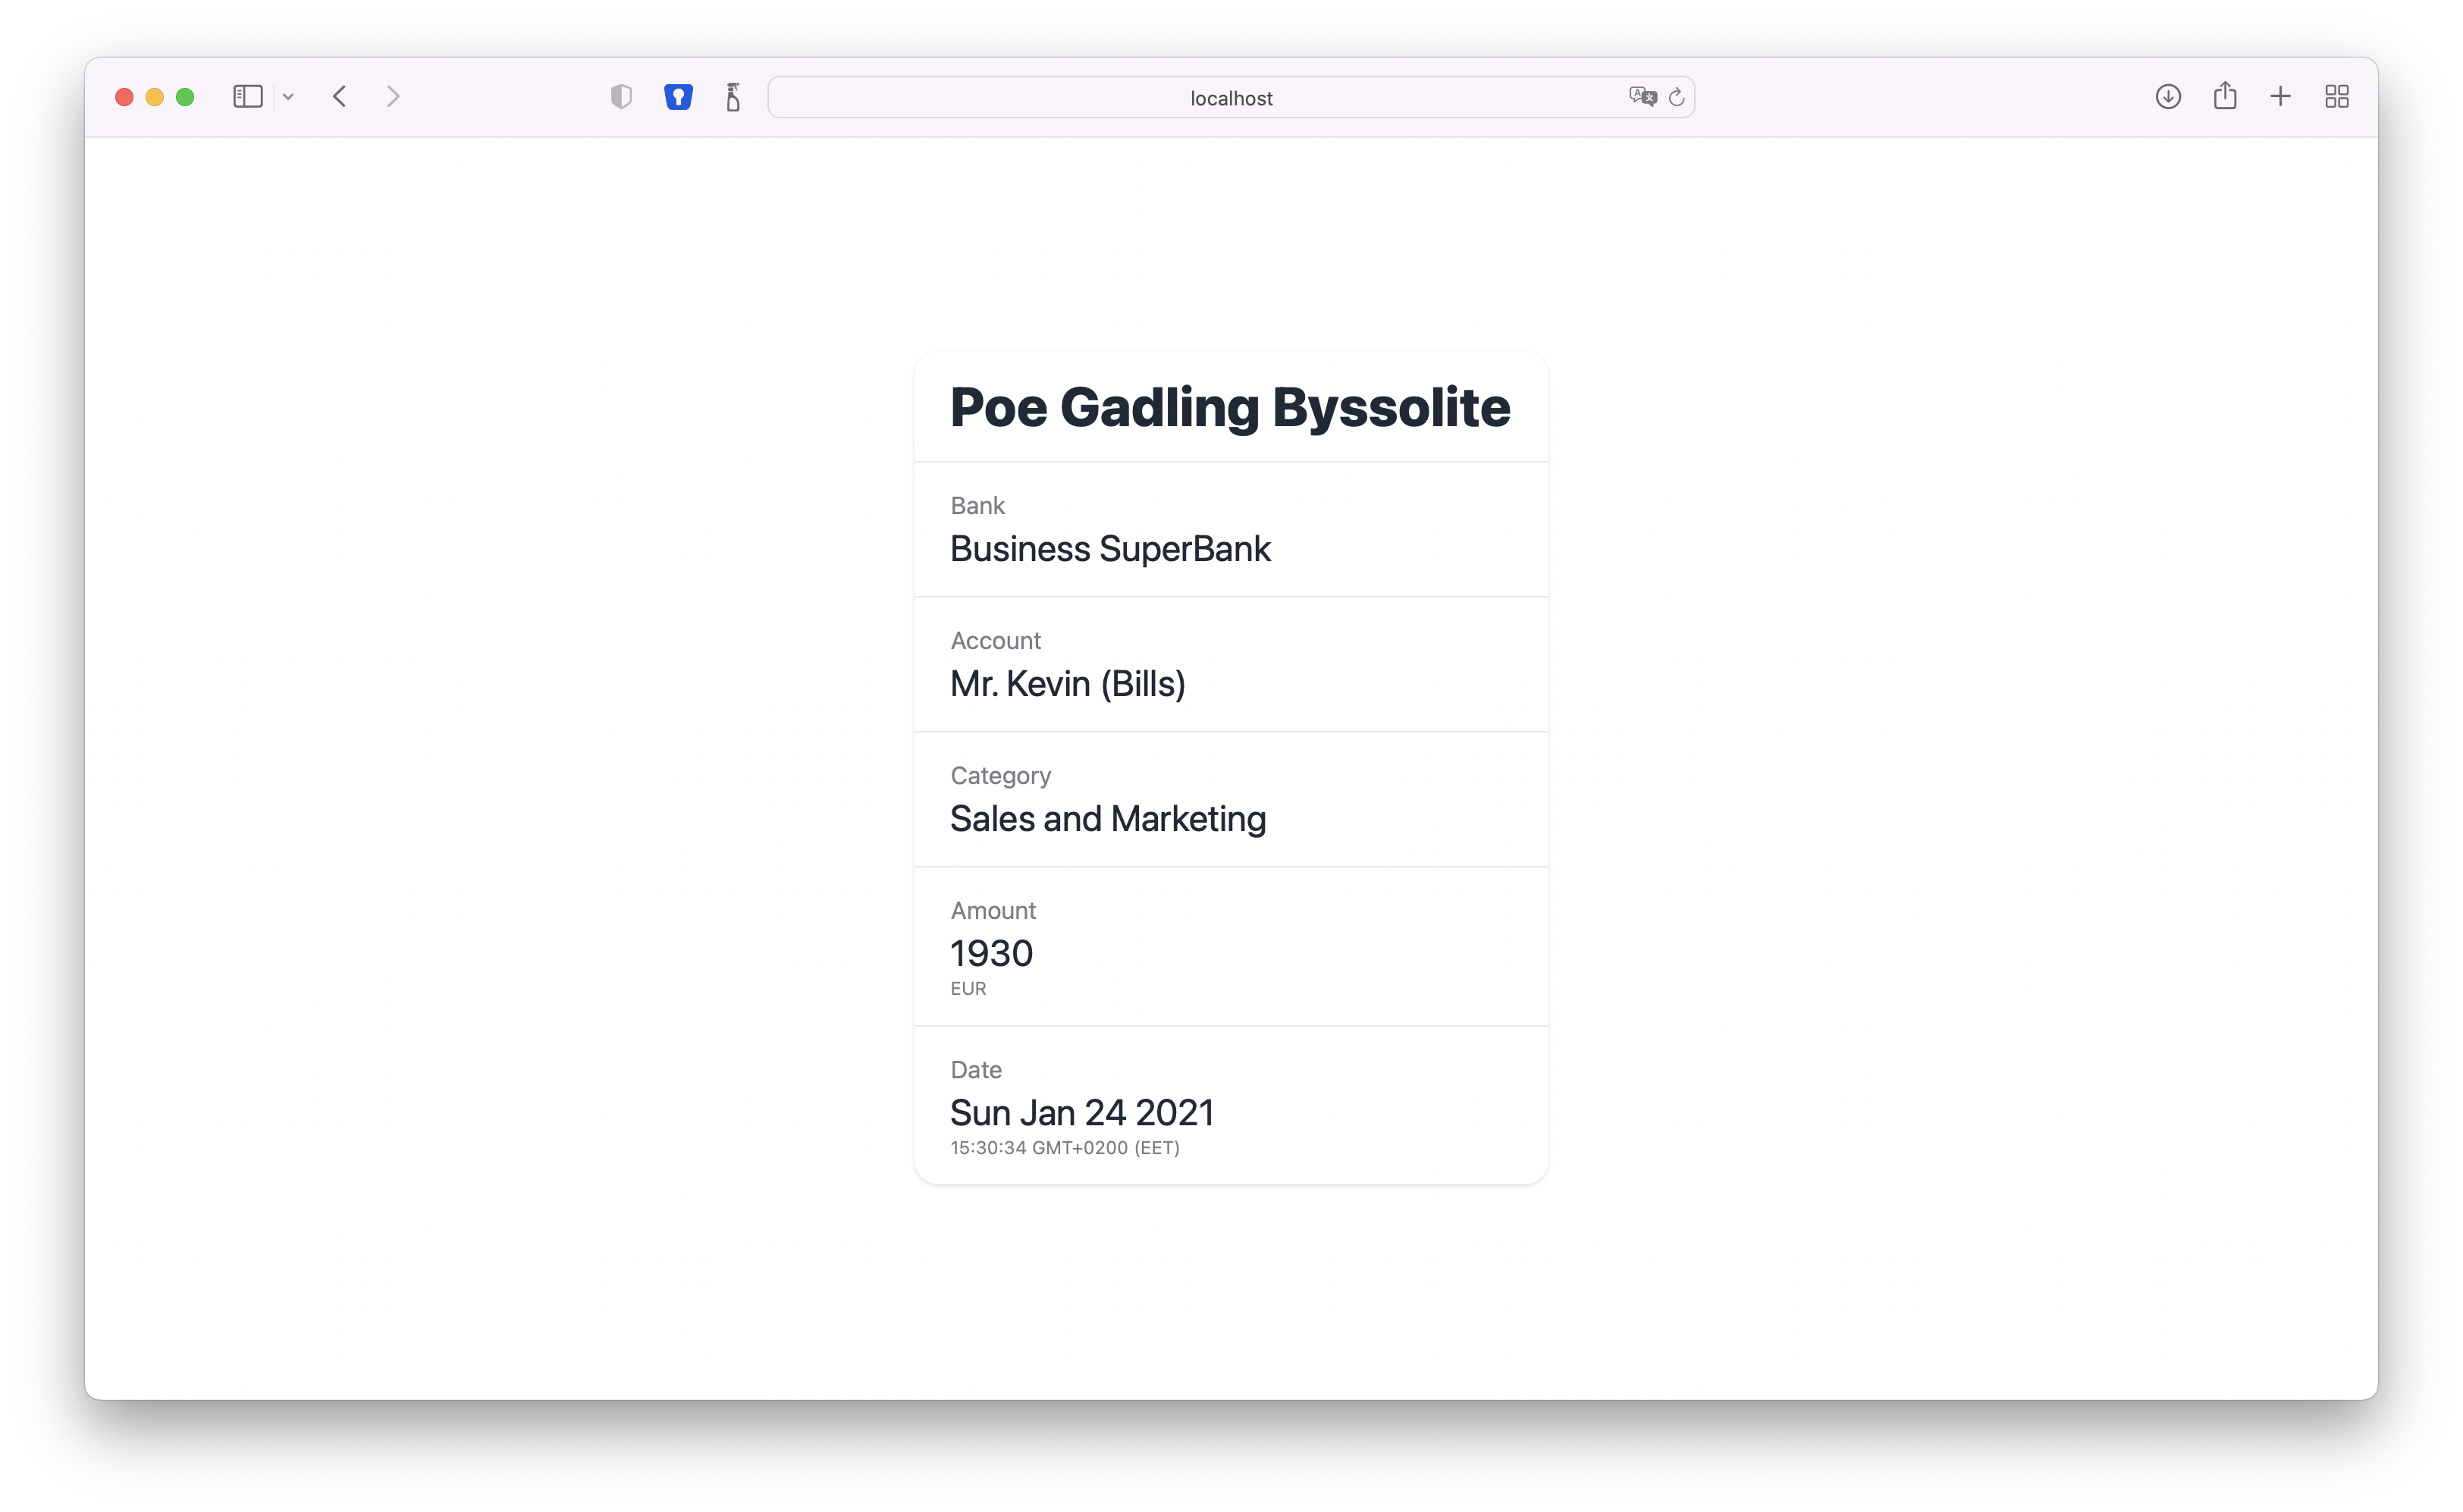 localhost
Poe Gadling Byssolite
Bank
Business SuperBank
Account
Mr. Kevin (Bills)
Category
Sales and Marketing
Amount
1930
EUR
Date
Sun Jan 24 2021
15:30:34 GMT+0200 (EET)